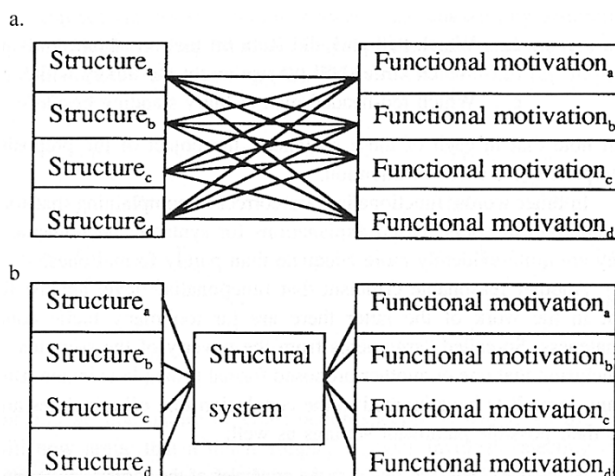 a.
Structure_a Functional motivation_a
Structure_b Functional motivation_b
Structure_c Functional motivation_c
Structure_d Functional motivation_d
b
Structure_a Functional motivation_a
Structure_b Structural Functional motivation_b
Structure_c system Functional motivation_c
Structure_d Functional motivation_d